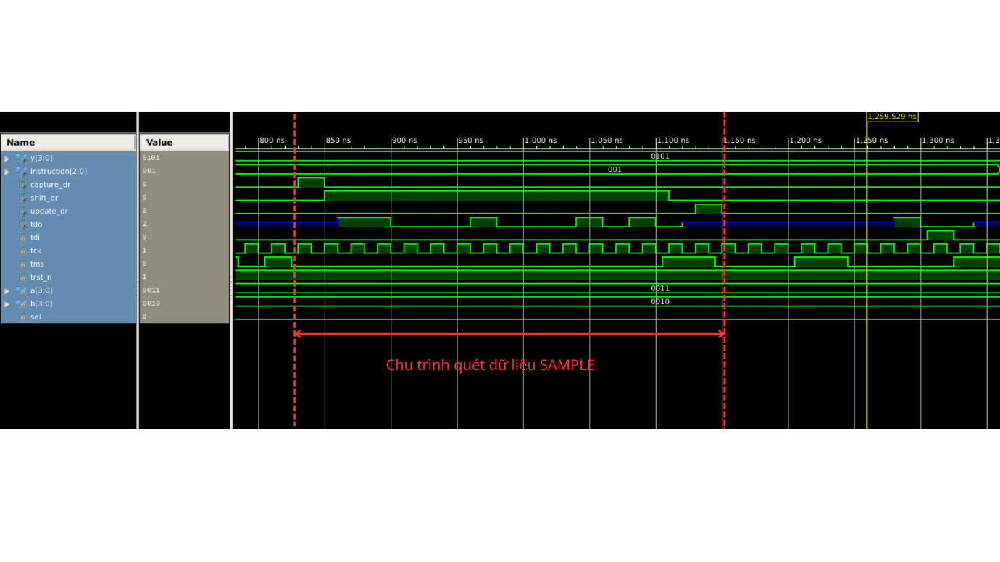 1,259.529 ns
Name Value 800 ns 850 ns 900 ns 950 ns 1,000 ns 1,050 ns 1,100 ns 1,150 ns 1,200 ns 1,250 ns 1,300 ns 1,3
y[3:0] 0101 0101
instruction[2:0] 001 001
capture_dr 0
shift_dr 0
update_dr 0
tdo Z
tdi 0
tck 1
tms 0
trst_n 1
a[3:0] 0011 0011
b[3:0] 0010 0010
sel 0
Chu trình quét dữ liệu SAMPLE